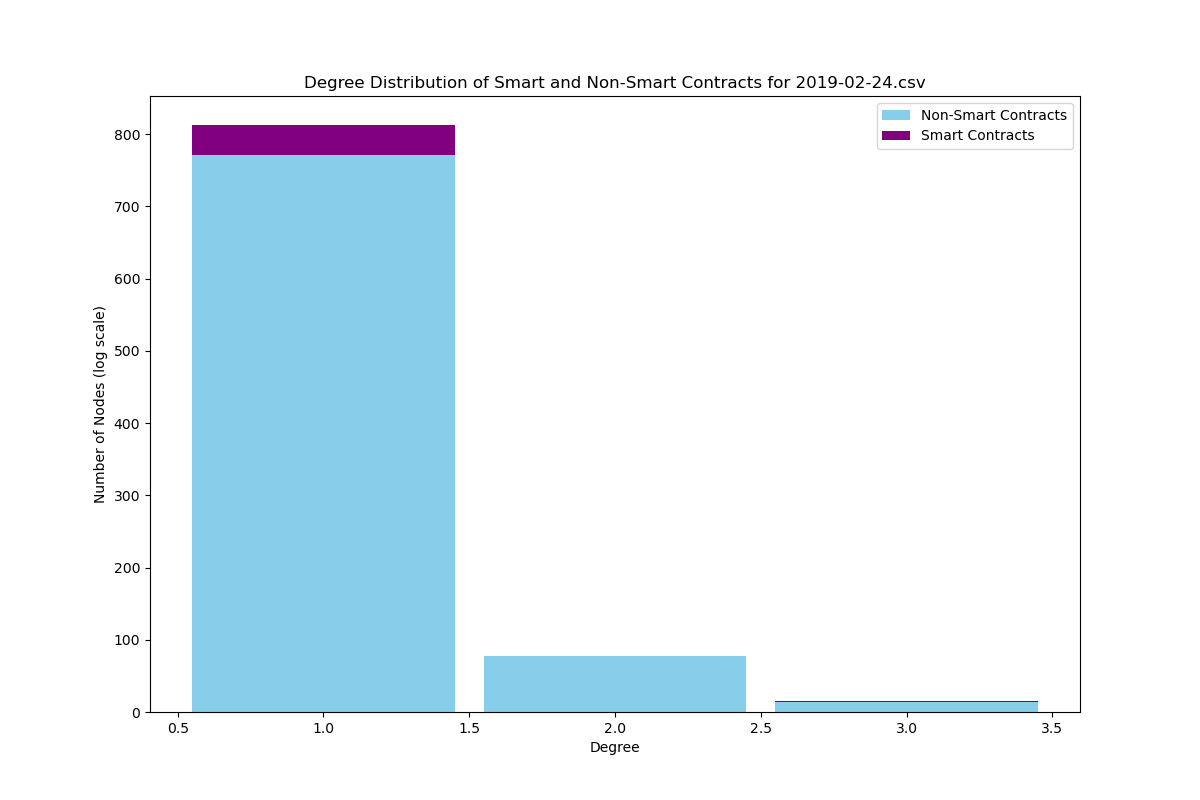 Degree Distribution of Smart and Non-Smart Contracts for 2019-02-24.csv
Non-Smart Contracts
Smart Contracts
Number of Nodes (log scale)
800
700
600
500
400
300
200
100
0
0.5 1.0 1.5 2.0 2.5 3.0 3.5
Degree